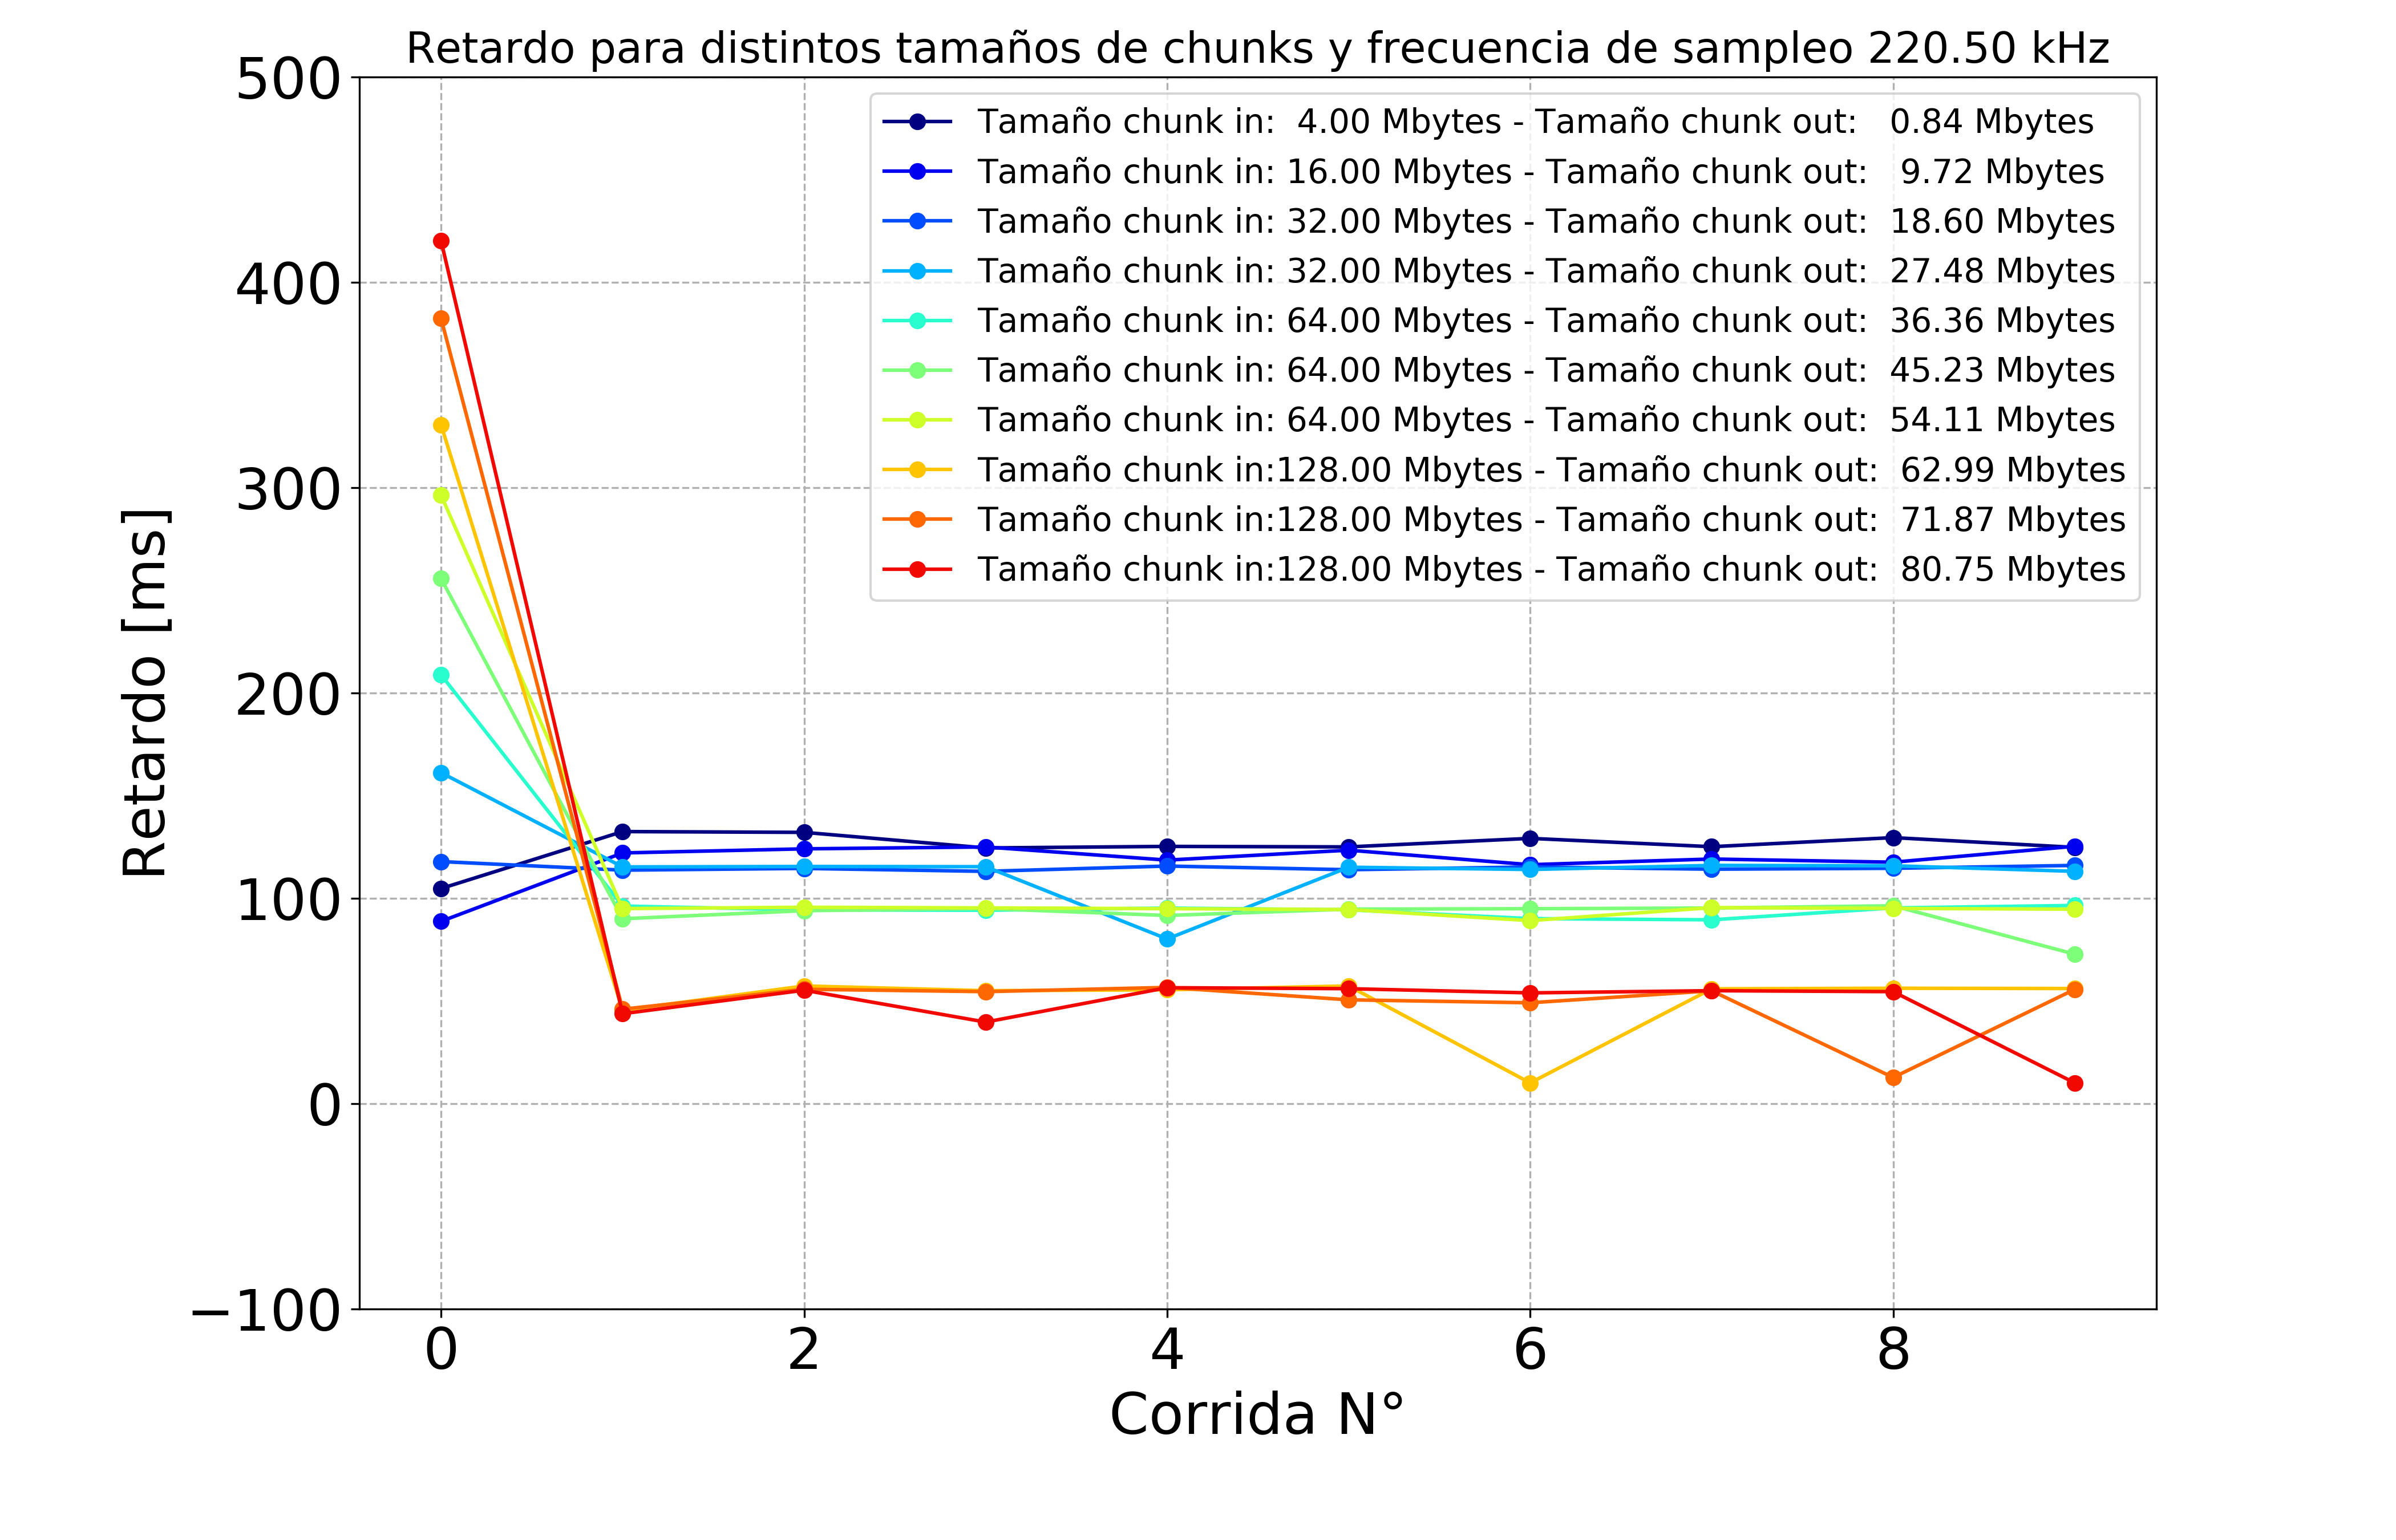 Retardo para distintos tamaños de chunks y frecuencia de sampleo 220.50 kHz
500
400
300
200
100
0
−100
Retardo [ms]
Tamaño chunk in:  4.00 Mbytes - Tamaño chunk out:   0.84 Mbytes
Tamaño chunk in: 16.00 Mbytes - Tamaño chunk out:   9.72 Mbytes
Tamaño chunk in: 32.00 Mbytes - Tamaño chunk out:  18.60 Mbytes
Tamaño chunk in: 32.00 Mbytes - Tamaño chunk out:  27.48 Mbytes
Tamaño chunk in: 64.00 Mbytes - Tamaño chunk out:  36.36 Mbytes
Tamaño chunk in: 64.00 Mbytes - Tamaño chunk out:  45.23 Mbytes
Tamaño chunk in: 64.00 Mbytes - Tamaño chunk out:  54.11 Mbytes
Tamaño chunk in:128.00 Mbytes - Tamaño chunk out:  62.99 Mbytes
Tamaño chunk in:128.00 Mbytes - Tamaño chunk out:  71.87 Mbytes
Tamaño chunk in:128.00 Mbytes - Tamaño chunk out:  80.75 Mbytes
0 2 4 6 8
Corrida N°